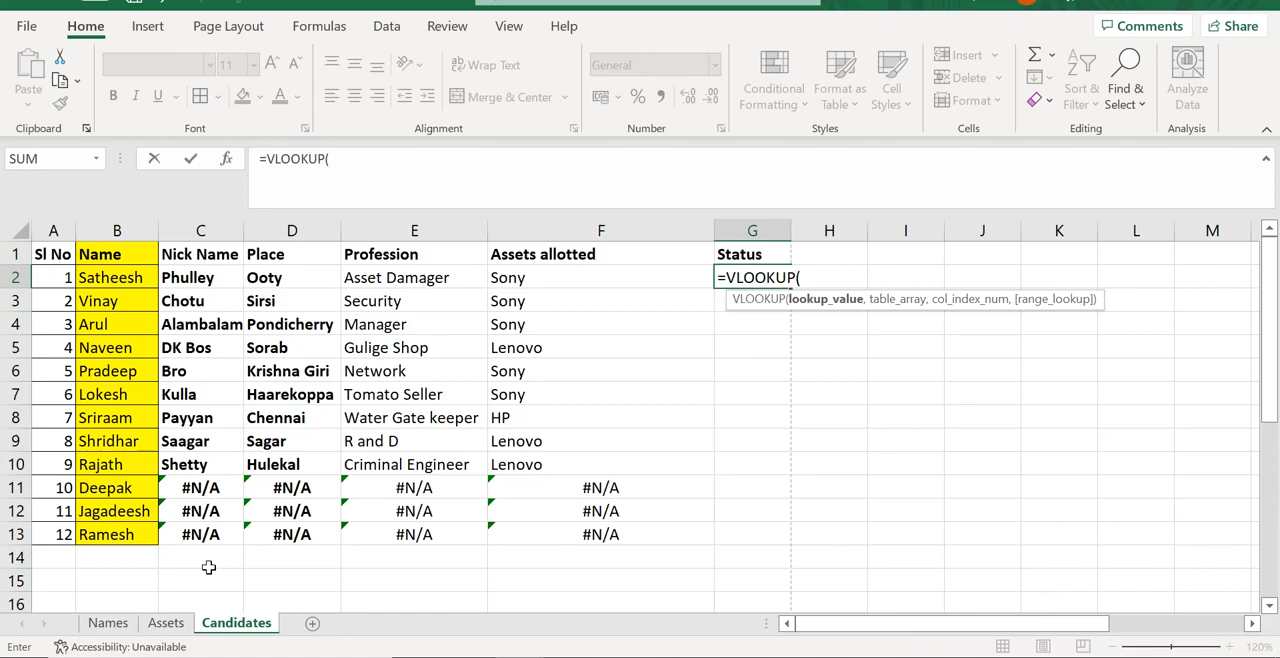 File Home Insert Page Layout Formulas Data Review View Help Comments Share
Paste
Clipboard
11
B I U A
Font
Wrap Text
Merge & Center
Alignment
General
%
Number
Conditional Formatting
Format as Table
Cell Styles
Styles
Insert
Delete
Format
Cells
Sort & Filter
Find & Select
Editing
Analyze Data
Analysis
SUM fx =VLOOKUP(
A B C D E F G H I J K L M
1 Sl No Name Nick Name Place Profession Assets allotted Status
2 1 Satheesh Phulley Ooty Asset Damager Sony =VLOOKUP(
VLOOKUP(lookup_value, table_array, col_index_num, [range_lookup])
3 2 Vinay Chotu Sirsi Security Sony
4 3 Arul Alambalam Pondicherry Manager Sony
5 4 Naveen DK Bos Sorab Gulige Shop Lenovo
6 5 Pradeep Bro Krishna Giri Network Sony
7 6 Lokesh Kulla Haarekoppa Tomato Seller Sony
8 7 Sriraam Payyan Chennai Water Gate keeper HP
9 8 Shridhar Saagar Sagar R and D Lenovo
10 9 Rajath Shetty Hulekal Criminal Engineer Lenovo
11 10 Deepak #N/A #N/A #N/A #N/A
12 11 Jagadeesh #N/A #N/A #N/A #N/A
13 12 Ramesh #N/A #N/A #N/A #N/A
14
15
16
Names Assets Candidates
Enter Accessibility: Unavailable 120%